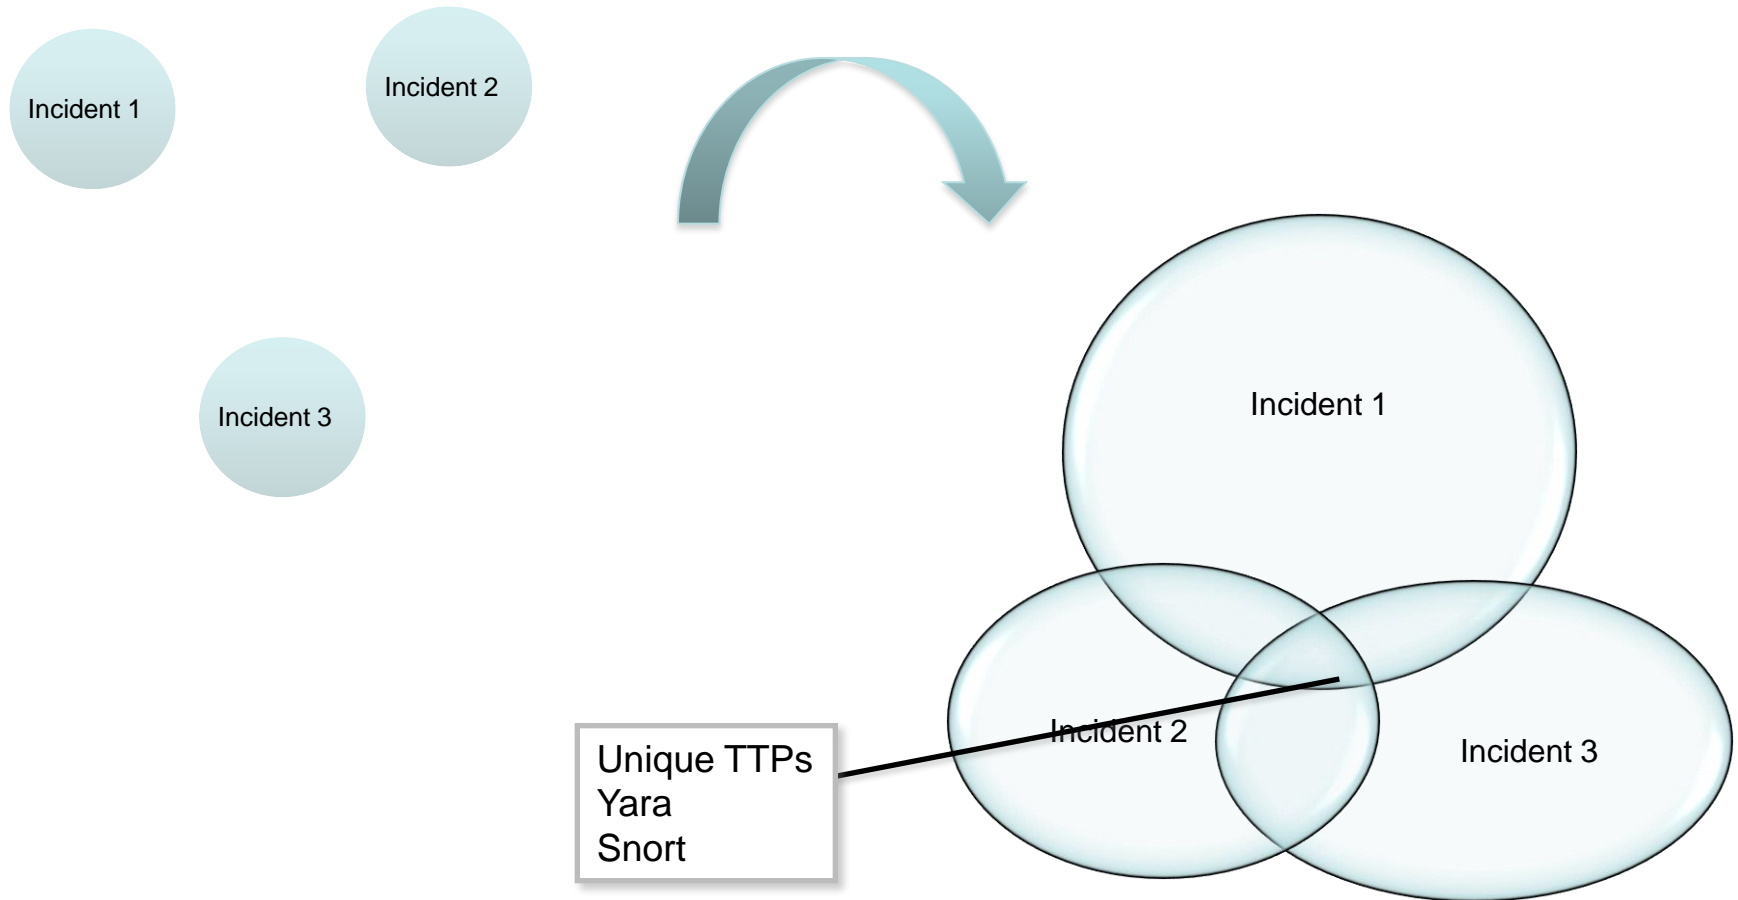 Incident 1
Incident 2
Incident 3
Incident 1
Incident 2
Incident 3
Unique TTPs
Yara
Snort